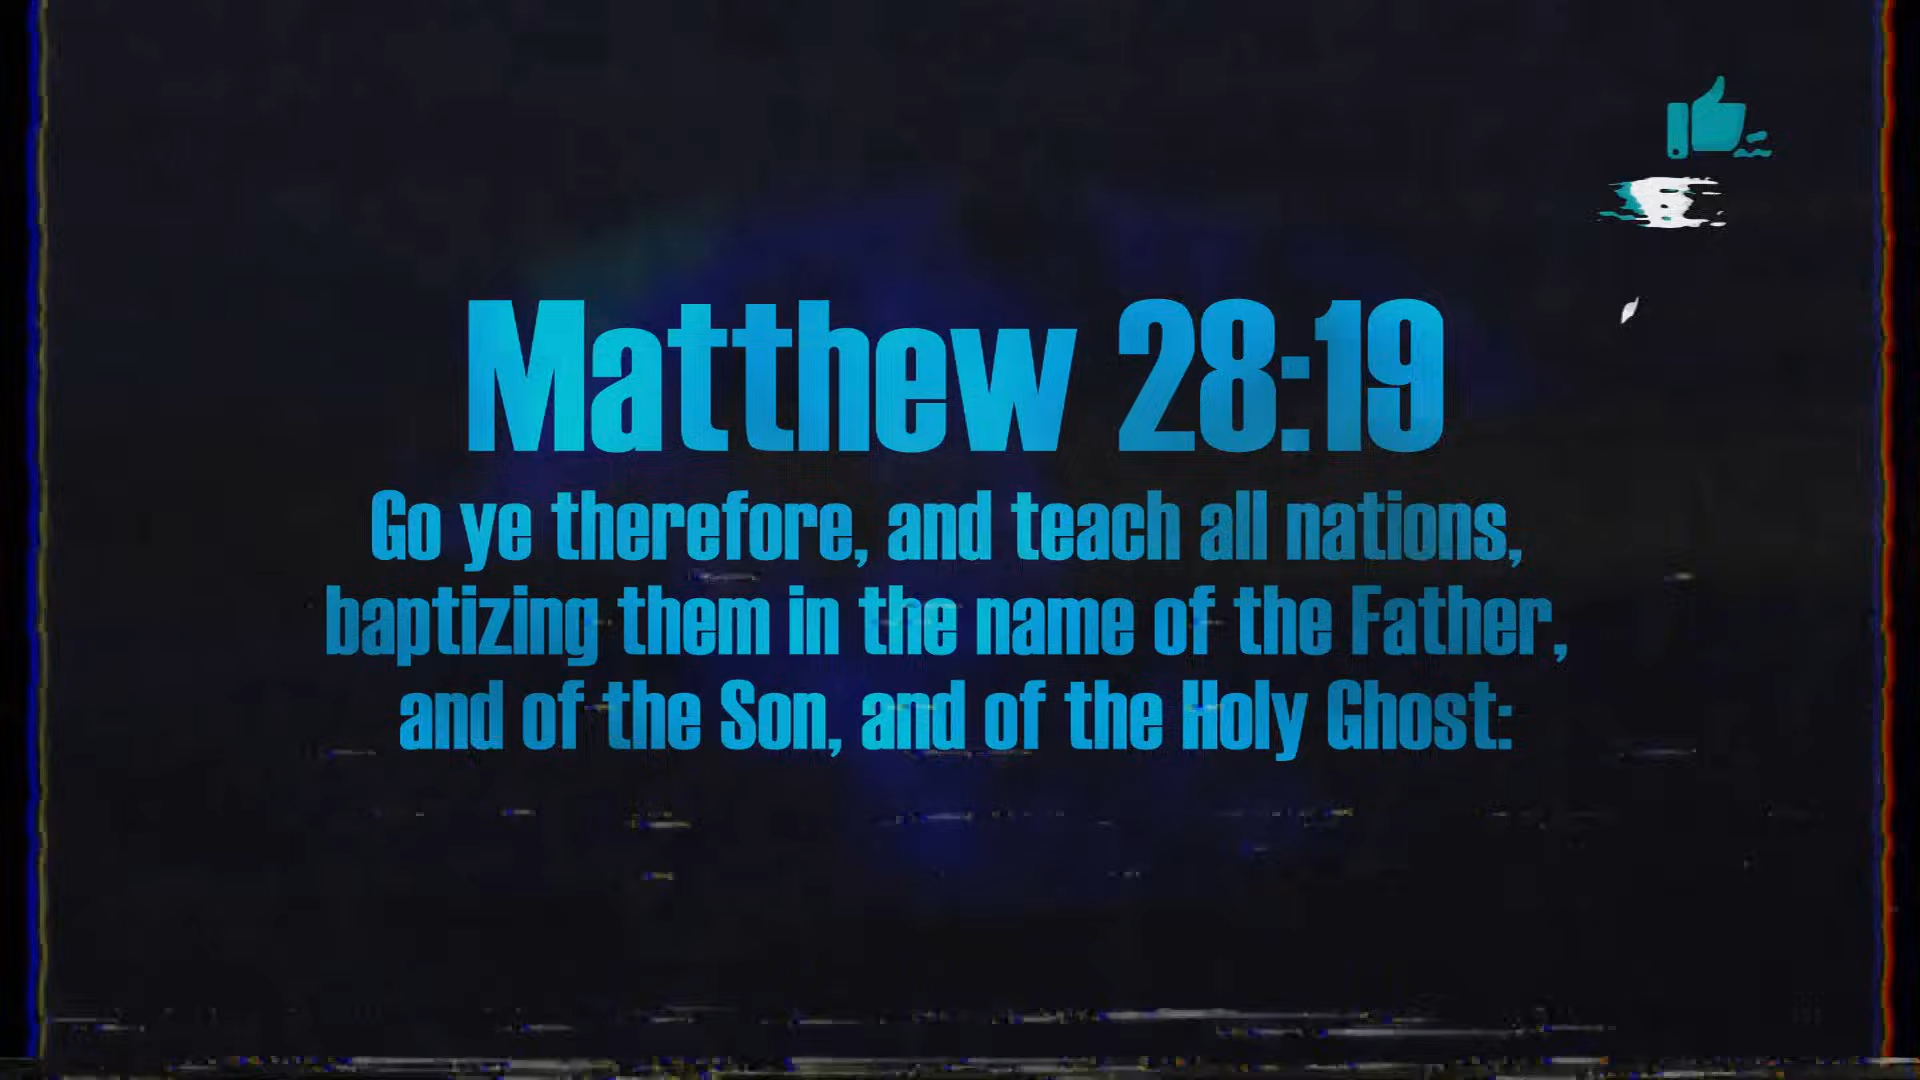 Matthew 28:19
Go ye therefore, and teach all nations,
baptizing them in the name of the Father,
and of the Son, and of the Holy Ghost: